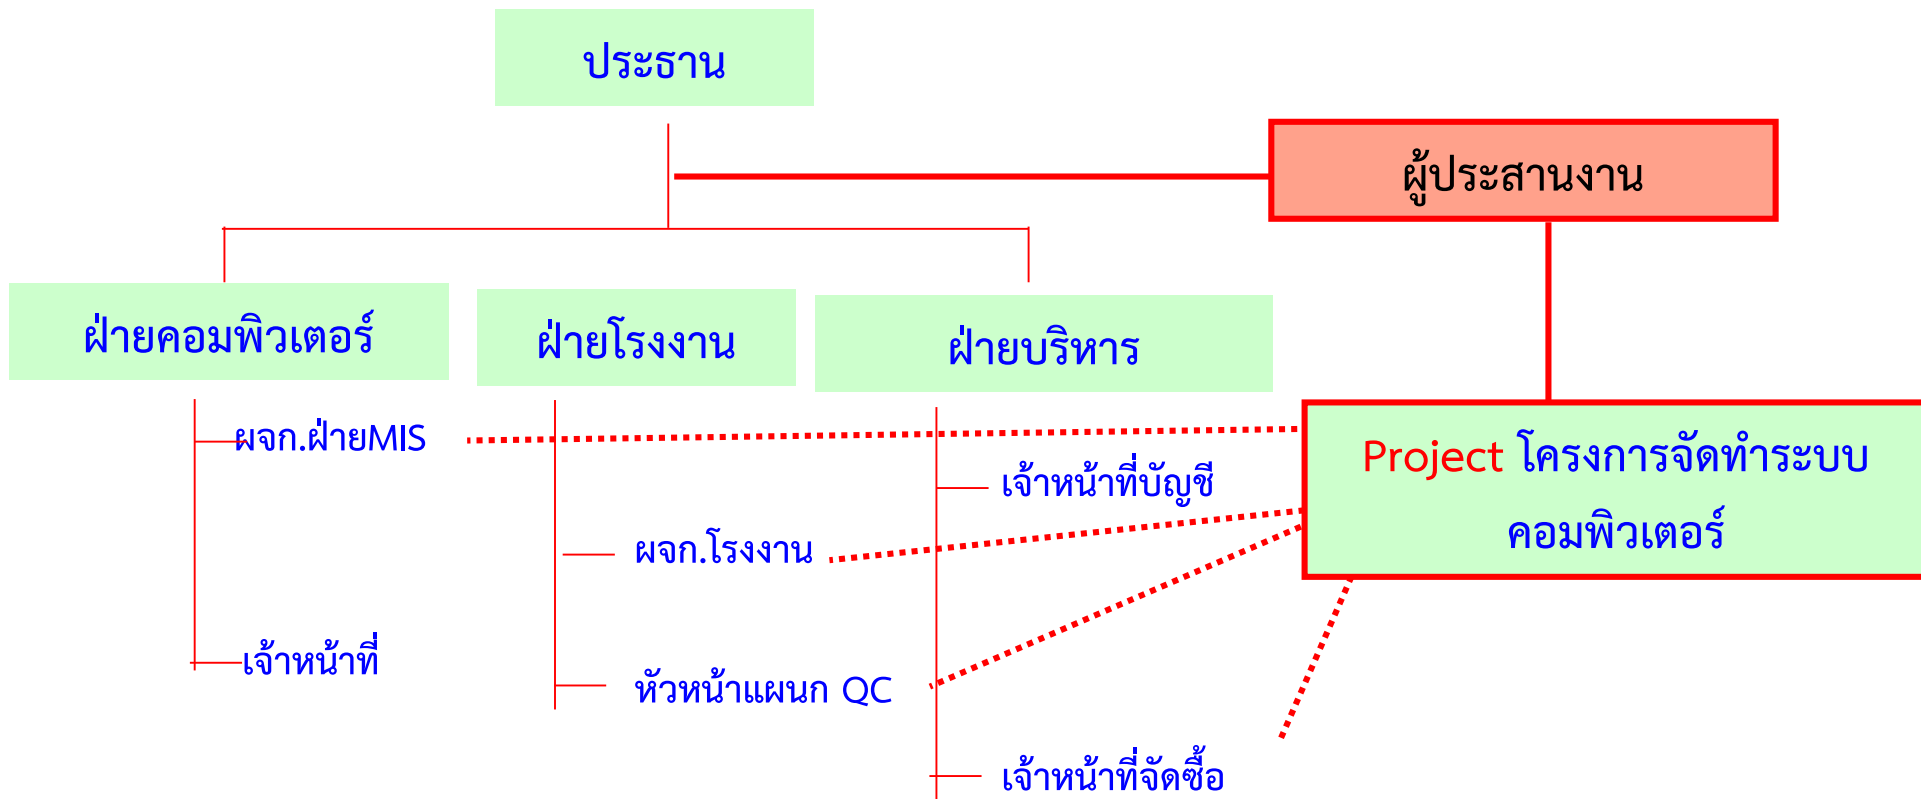 ประธาน
ผู้ประสานงาน
ฝ่ายคอมพิวเตอร์
ฝ่ายโรงงาน
ฝ่ายบริหาร
ผจก.ฝ่ายMIS
Project โครงการจัดทำระบบ
คอมพิวเตอร์
เจ้าหน้าที่บัญชี
ผจก.โรงงาน
เจ้าหน้าที่
หัวหน้าแผนก QC
เจ้าหน้าที่จัดซื้อ